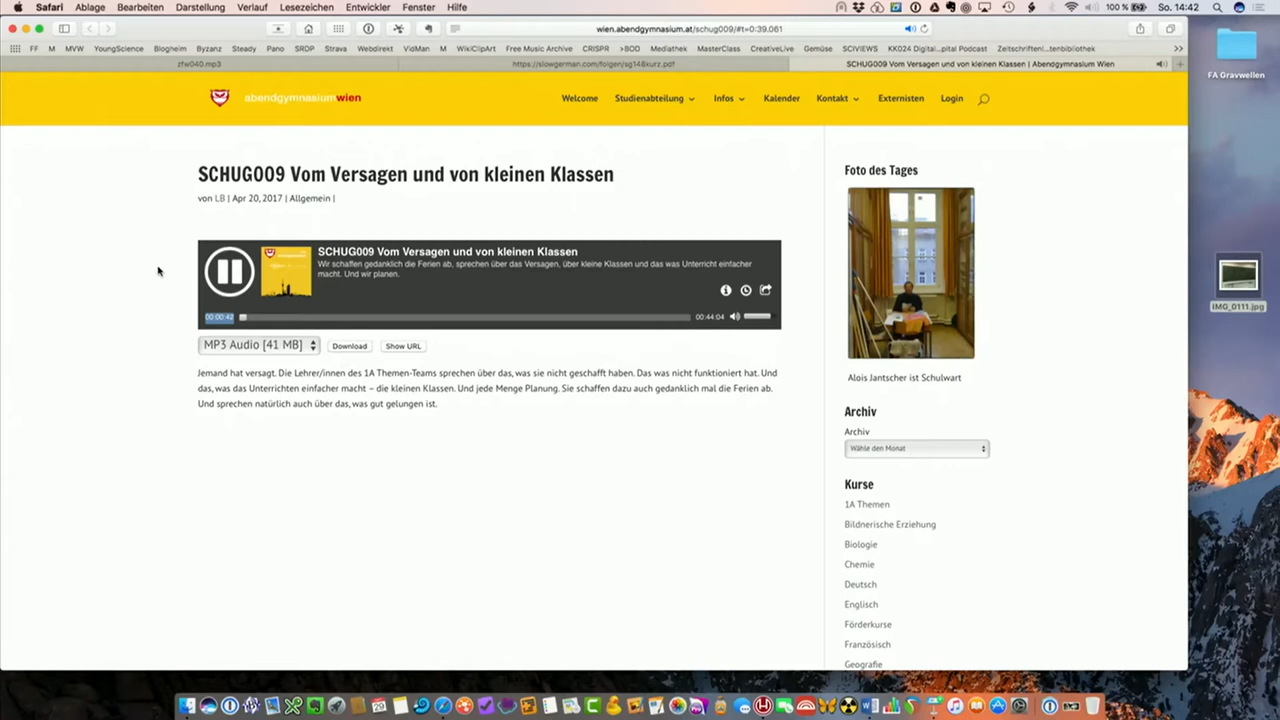 Safari Ablage Bearbeiten Darstellung Verlauf Lesezeichen Entwickler Fenster Hilfe 100 % So. 14:42
wien.abendgymnasium.at/schug009/#t=0:39.061
FF M MVW YoungScience Blogheim Byzanz Steady Pano SRDP Strava Webdirekt VidMan M WikiClipArt Free Music Archive CRISPR >BOD Mediathek MasterClass CreativeLive Gemüse SCIVIEWS KK024 Digital...pital Podcast Zeitschriften!...tenbibliothek
zfw040.mp3 https://slowgerman.com/folgen/sg148kurz.pdf SCHUG009 Vom Versagen und von kleinen Klassen | Abendgymnasium Wien
FA Gravwellen
abendgymnasiumwien Welcome Studienabteilung Infos Kalender Kontakt Externisten Login
SCHUG009 Vom Versagen und von kleinen Klassen
von LB | Apr 20, 2017 | Allgemein |
SCHUG009 Vom Versagen und von kleinen Klassen
Wir schaffen gedanklich die Ferien ab, sprechen über das Versagen, über kleine Klassen und das was Unterricht einfacher
macht. Und wir planen.
00:00:42 00:44:04
MP3 Audio [41 MB] Download Show URL
Jemand hat versagt. Die Lehrer/innen des 1A Themen-Teams sprechen über das, was sie nicht geschafft haben. Das was nicht funktioniert hat. Und
das, was das Unterrichten einfacher macht – die kleinen Klassen. Und jede Menge Planung. Sie schaffen dazu auch gedanklich mal die Ferien ab.
Und sprechen natürlich auch über das, was gut gelungen ist.
Foto des Tages
Alois Jantscher ist Schulwart
Archiv
Archiv
Wähle den Monat
Kurse
1A Themen
Bildnerische Erziehung
Biologie
Chemie
Deutsch
Englisch
Förderkurse
Französisch
Geografie
IMG_0111.jpg